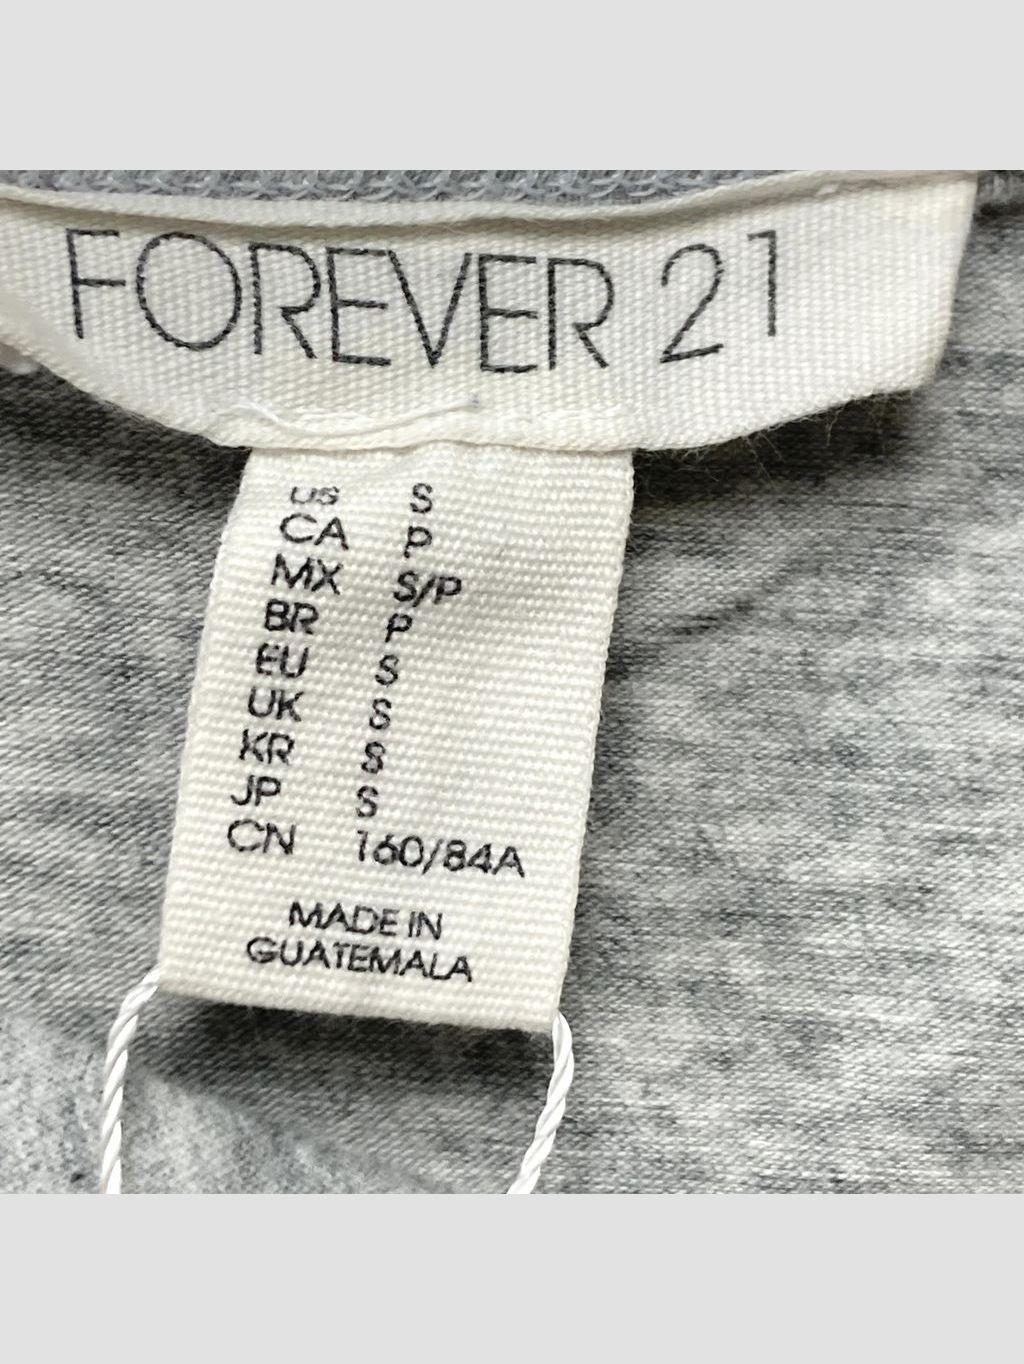 FOREVER 21
US S
CA P
MX S/P
BR P
EU S
UK S
KR S
JP S
CN 160/84A
MADE IN
GUATEMALA